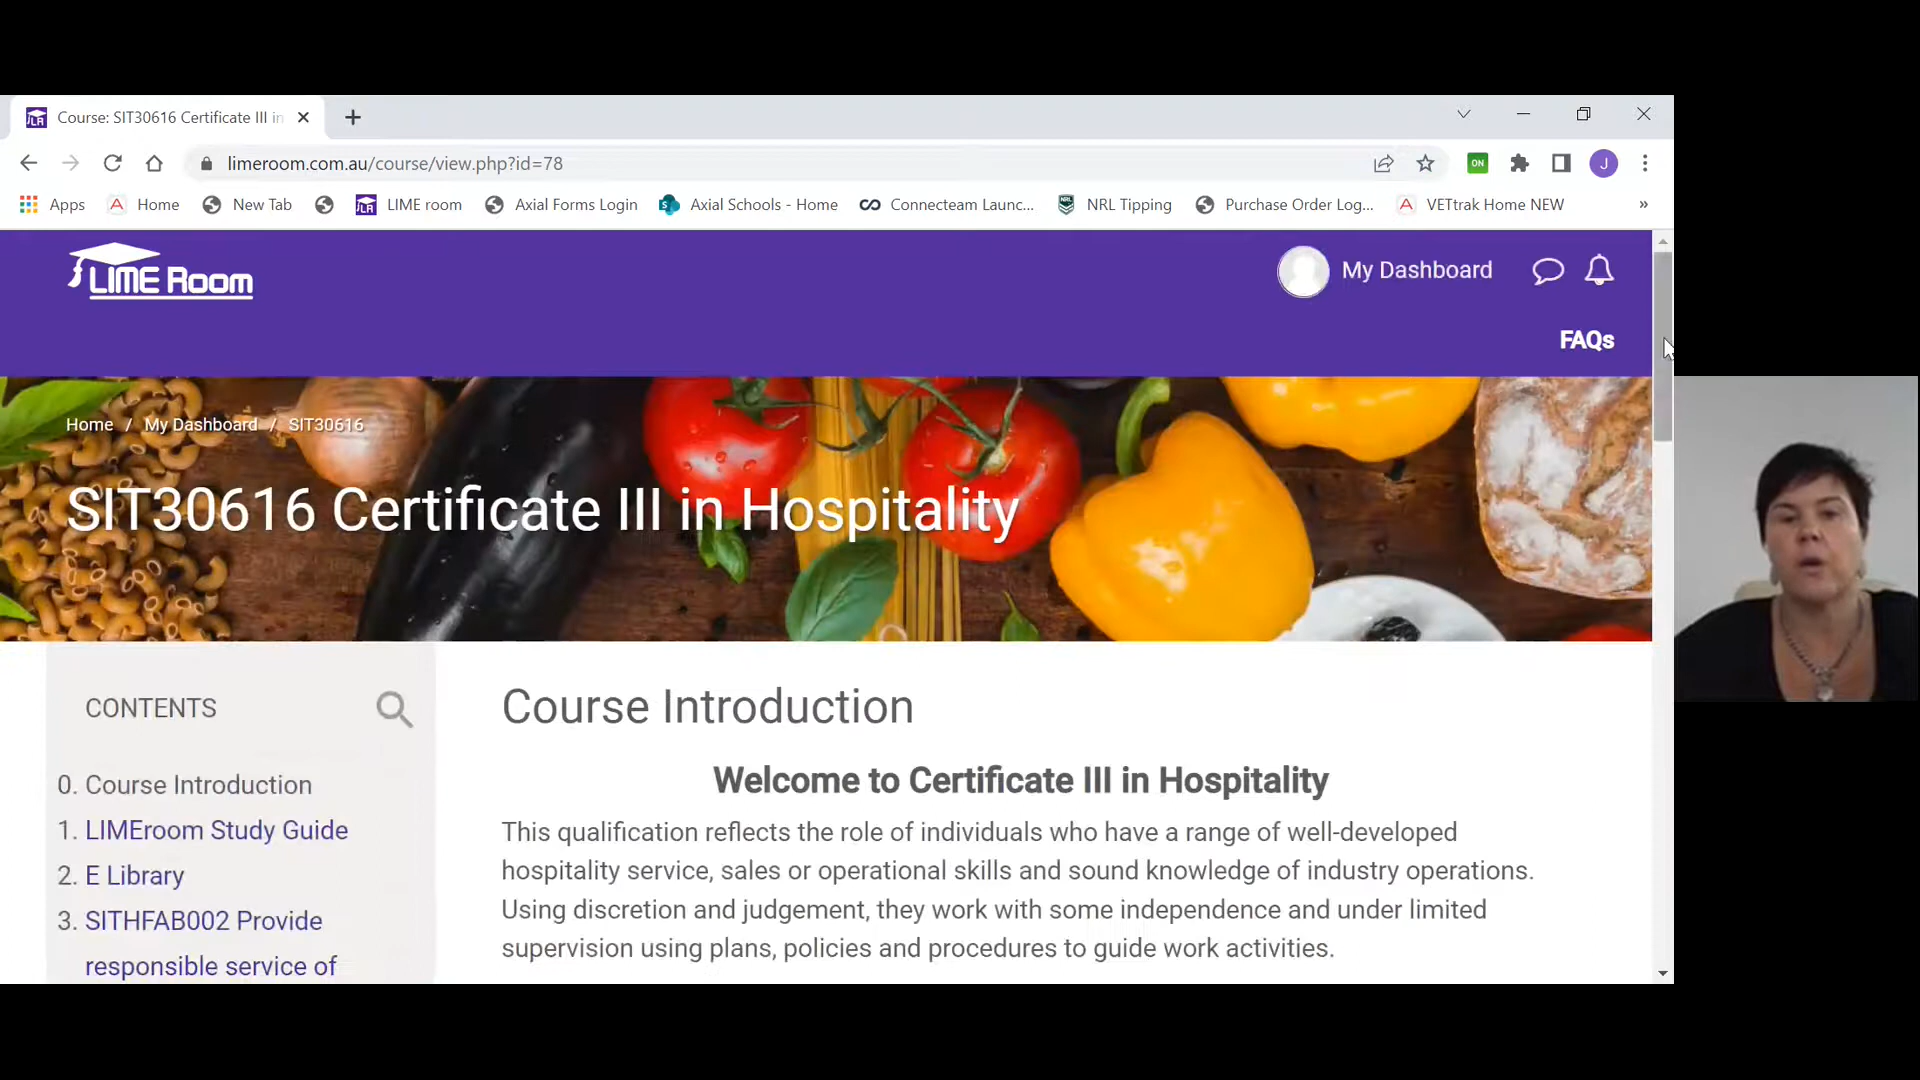 Course: SIT30616 Certificate III in
limeroom.com.au/course/view.php?id=78
ON
J
Apps
Home
New Tab
LIME room
Axial Forms Login
Axial Schools - Home
Connecteam Launc...
NRL Tipping
Purchase Order Log...
VETtrak Home NEW
»
LIME Room
My Dashboard
FAQs
Home / My Dashboard / SIT30616
SIT30616 Certificate III in Hospitality
CONTENTS
0. Course Introduction
1. LIMEroom Study Guide
2. E Library
3. SITHFAB002 Provide
responsible service of
Course Introduction
Welcome to Certificate III in Hospitality
This qualification reflects the role of individuals who have a range of well-developed
hospitality service, sales or operational skills and sound knowledge of industry operations.
Using discretion and judgement, they work with some independence and under limited
supervision using plans, policies and procedures to guide work activities.